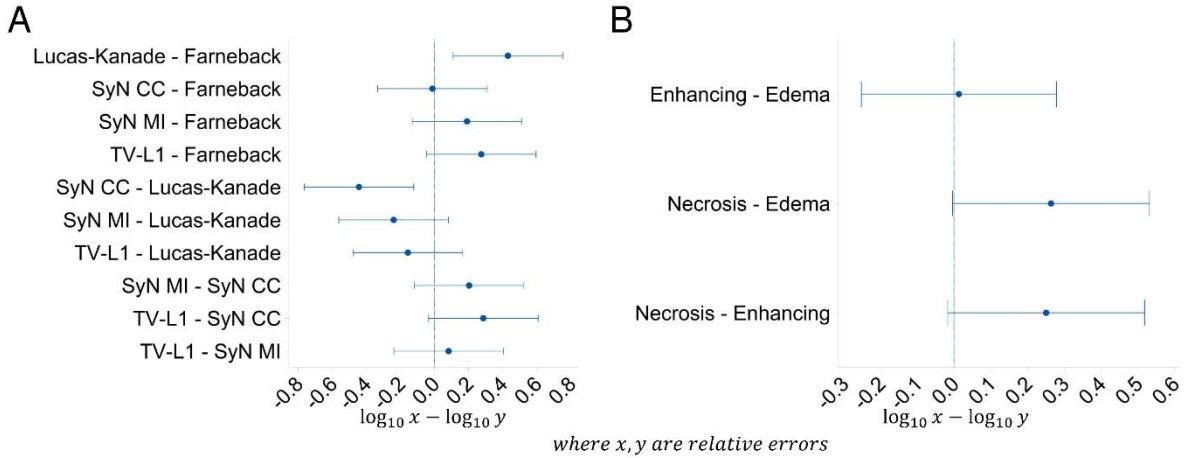 A
Lucas-Kanade - Farneback
SyN CC - Farneback
SyN MI - Farneback
TV-L1 - Farneback
SyN CC - Lucas-Kanade
SyN MI - Lucas-Kanade
TV-L1 - Lucas-Kanade
SyN MI - SyN CC
TV-L1 - SyN CC
TV-L1 - SyN MI
-0.8 -0.6 -0.4 -0.2 0.0 0.2 0.4 0.6 0.8
log₁₀ x − log₁₀ y
B
Enhancing - Edema
Necrosis - Edema
Necrosis - Enhancing
-0.3 -0.2 -0.1 0.0 0.1 0.2 0.3 0.4 0.5 0.6
log₁₀ x − log₁₀ y
where x, y are relative errors